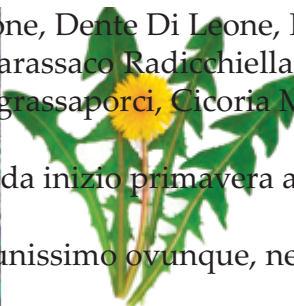 one, Dente Di Leone,
arassaco Radicchiella
grassaporci, Cicoria M
da inizio primavera a
unissimo ovunque, ne